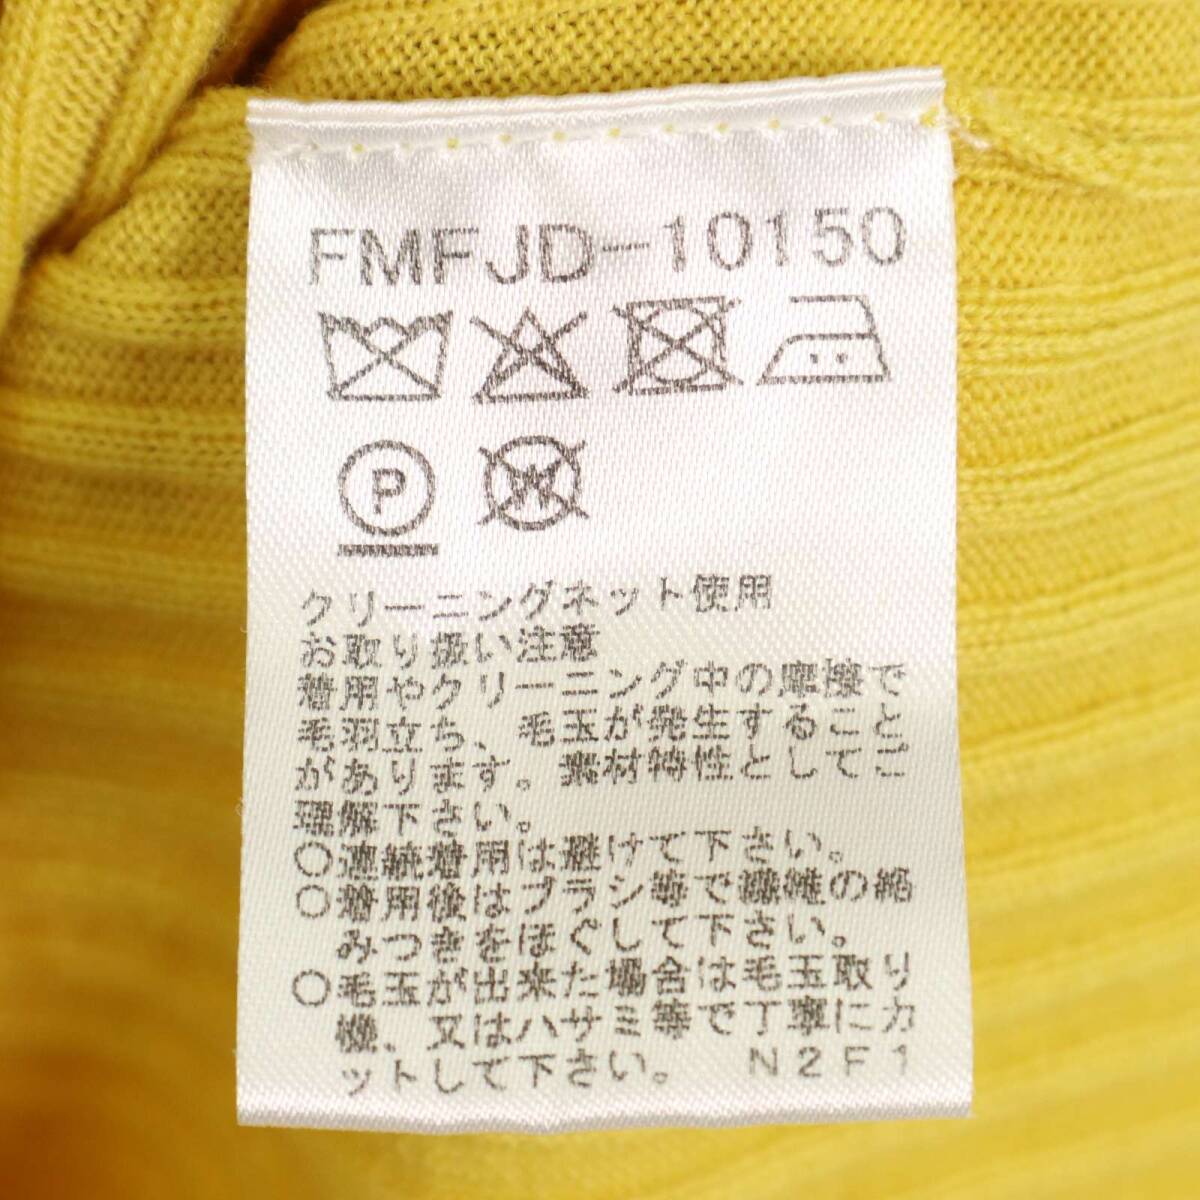 FMFJD-10150
P
W
クリーニングネット使用
お取り扱い注意
着用やクリーニング中の摩擦で
毛羽立ち、毛玉が発生すること
があります。素材特性としてご
理解下さい。
○連続着用は避けて下さい。
○着用後はブラシ等で繊維の絡
みつきをほぐして下さい。
○毛玉が出来た場合は毛玉取り
機、又はハサミ等で丁寧にカ
ットして下さい。 N2F1